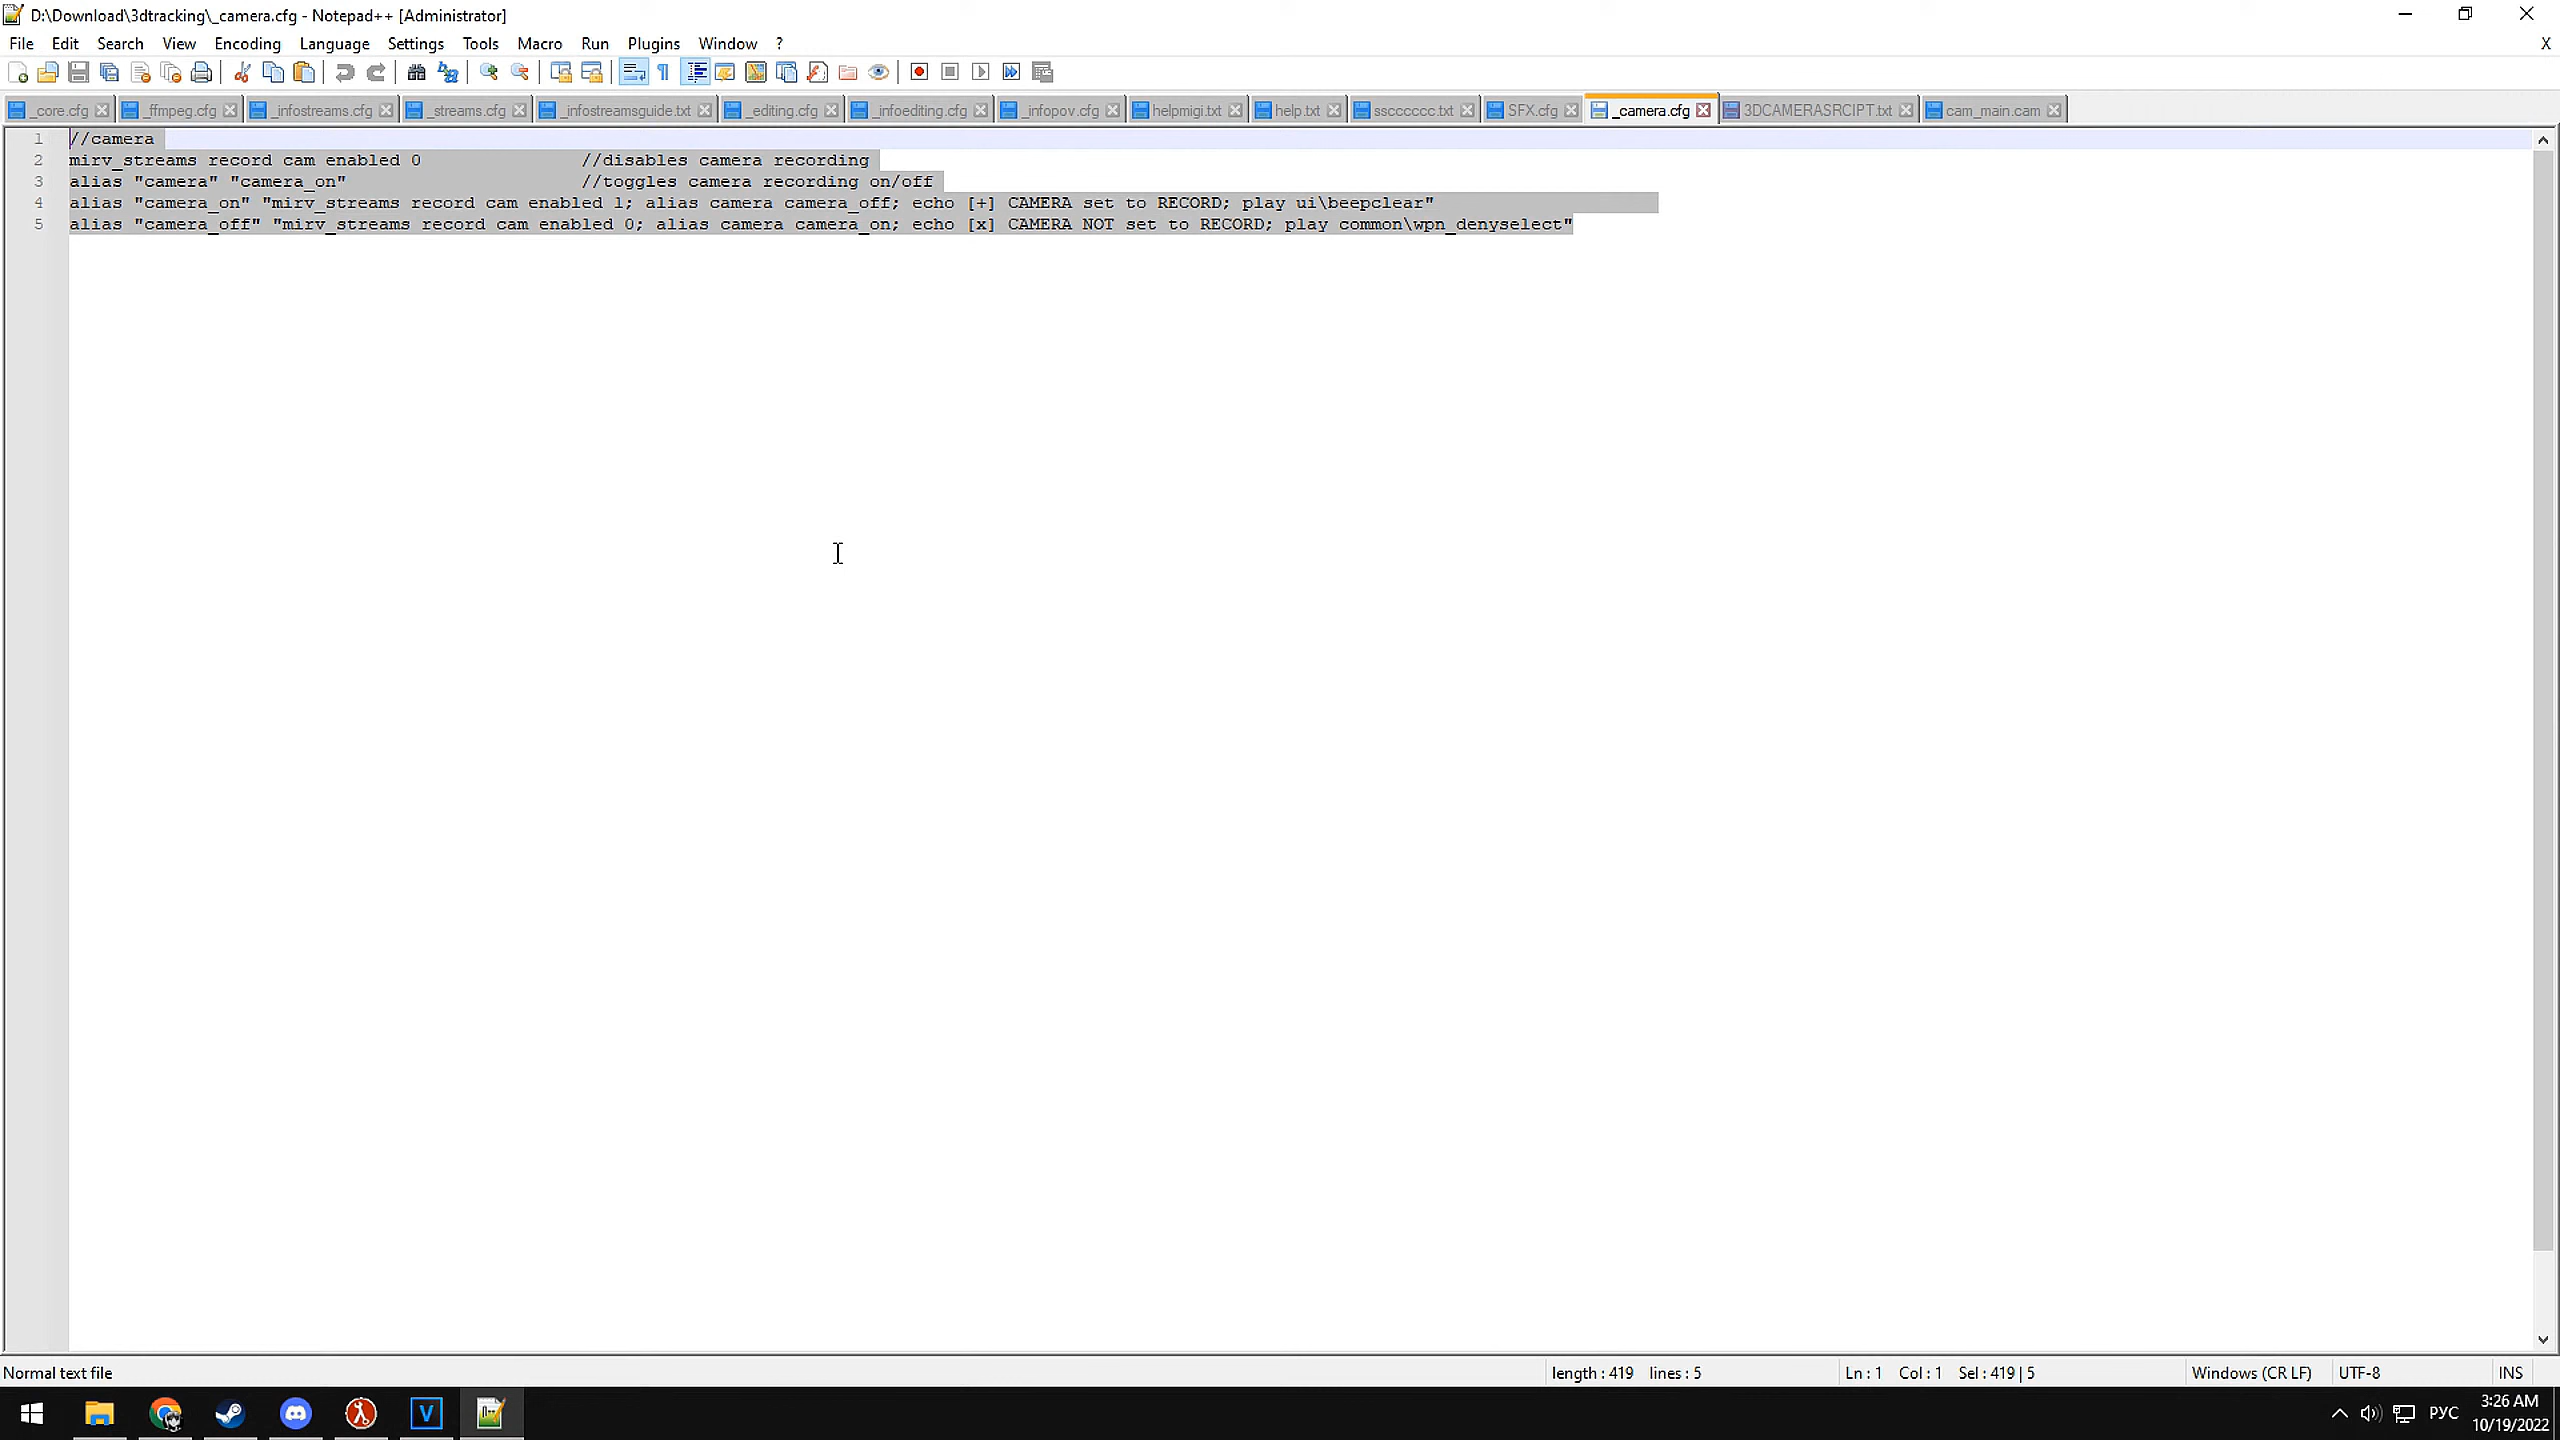 D:\Download\3dtracking\_camera.cfg - Notepad++ [Administrator]
File Edit Search View Encoding Language Settings Tools Macro Run Plugins Window ? X
_core.cfg _ffmpeg.cfg _infostreams.cfg _streams.cfg _infostreamsguide.txt _editing.cfg _infoediting.cfg _infopov.cfg helpmigi.txt help.txt sscccccc.txt SFX.cfg _camera.cfg 3DCAMERASRCIPT.txt cam_main.cam
1 //camera
2 mirv_streams record cam enabled 0 //disables camera recording
3 alias "camera" "camera_on" //toggles camera recording on/off
4 alias "camera_on" "mirv_streams record cam enabled 1; alias camera camera_off; echo [+] CAMERA set to RECORD; play ui\beepclear"
5 alias "camera_off" "mirv_streams record cam enabled 0; alias camera camera_on; echo [x] CAMERA NOT set to RECORD; play common\wpn_denyselect"
Normal text file length : 419 lines : 5 Ln : 1 Col : 1 Sel : 419 | 5 Windows (CR LF) UTF-8 INS
РУС 3:26 AM
10/19/2022